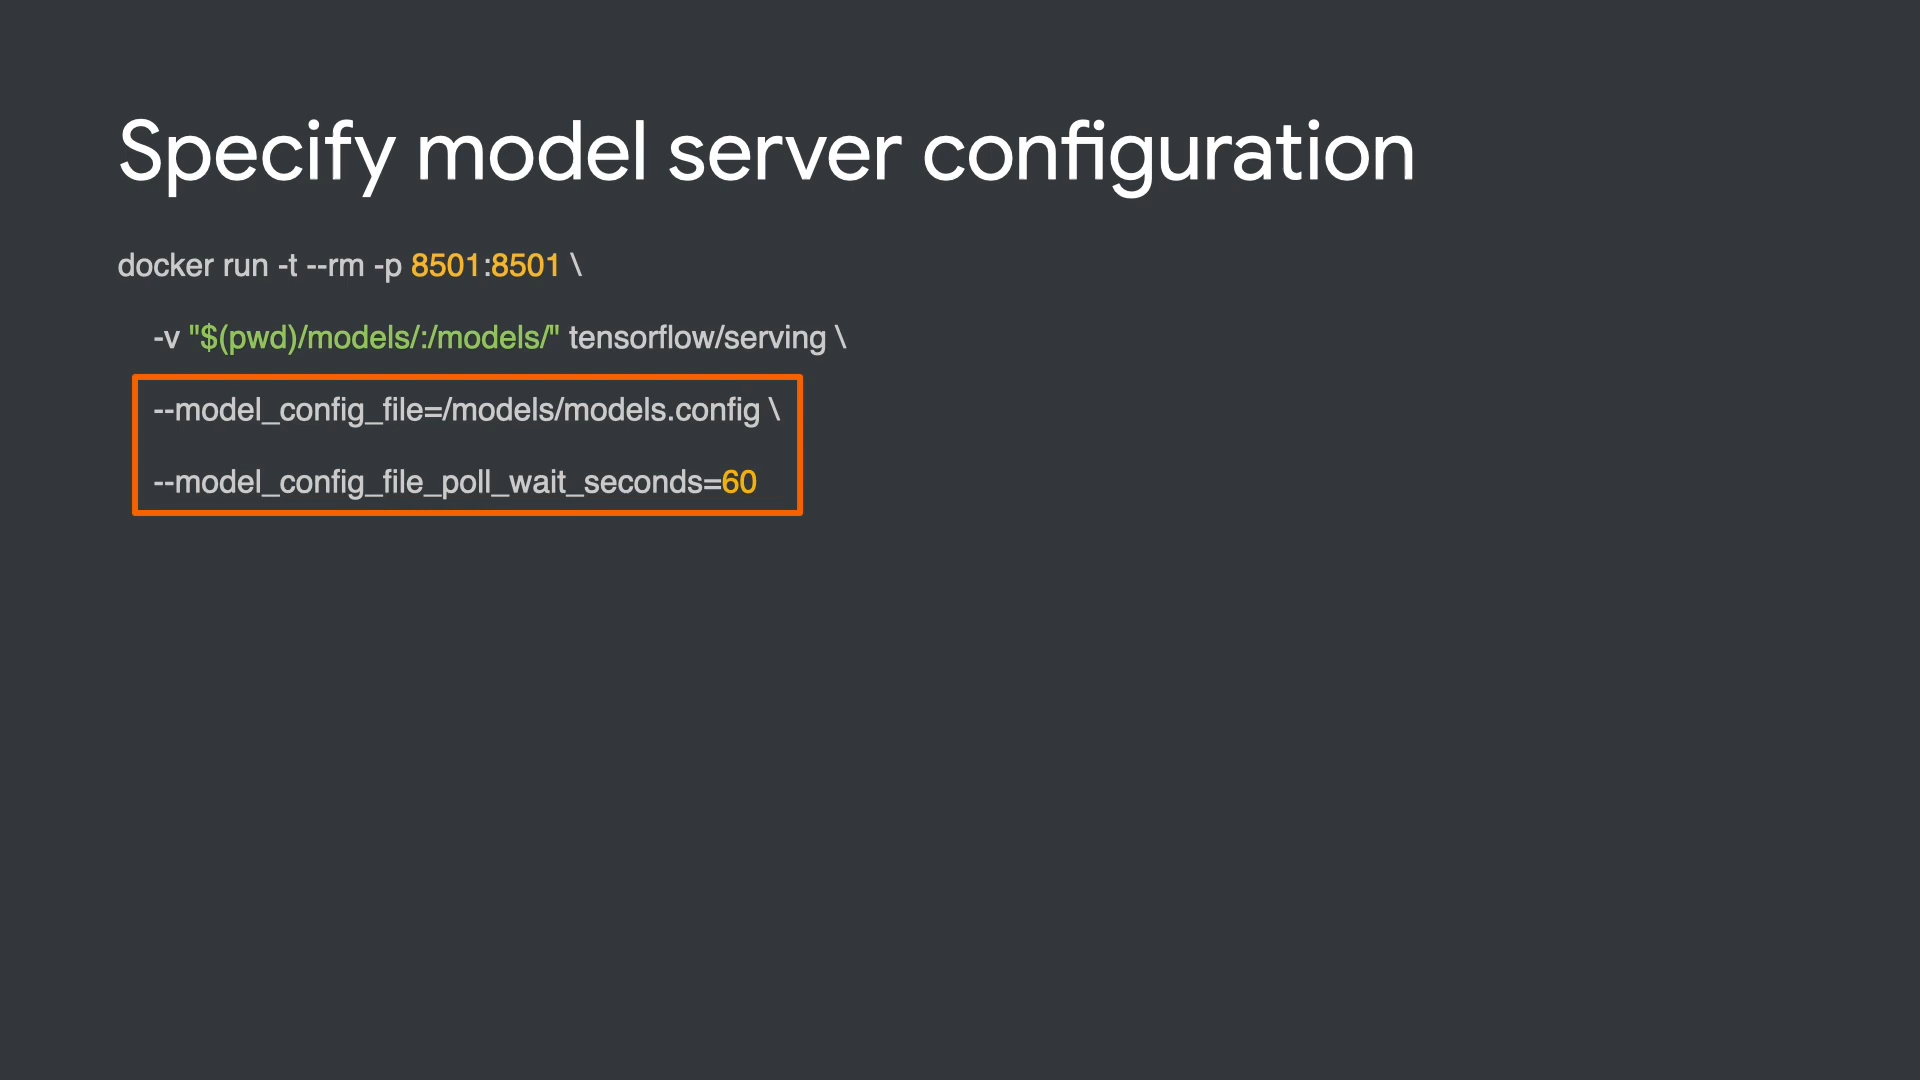 Specify model server configuration
docker run -t --rm -p 8501:8501 \
-v "$(pwd)/models/:/models/" tensorflow/serving \
--model_config_file=/models/models.config \
--model_config_file_poll_wait_seconds=60